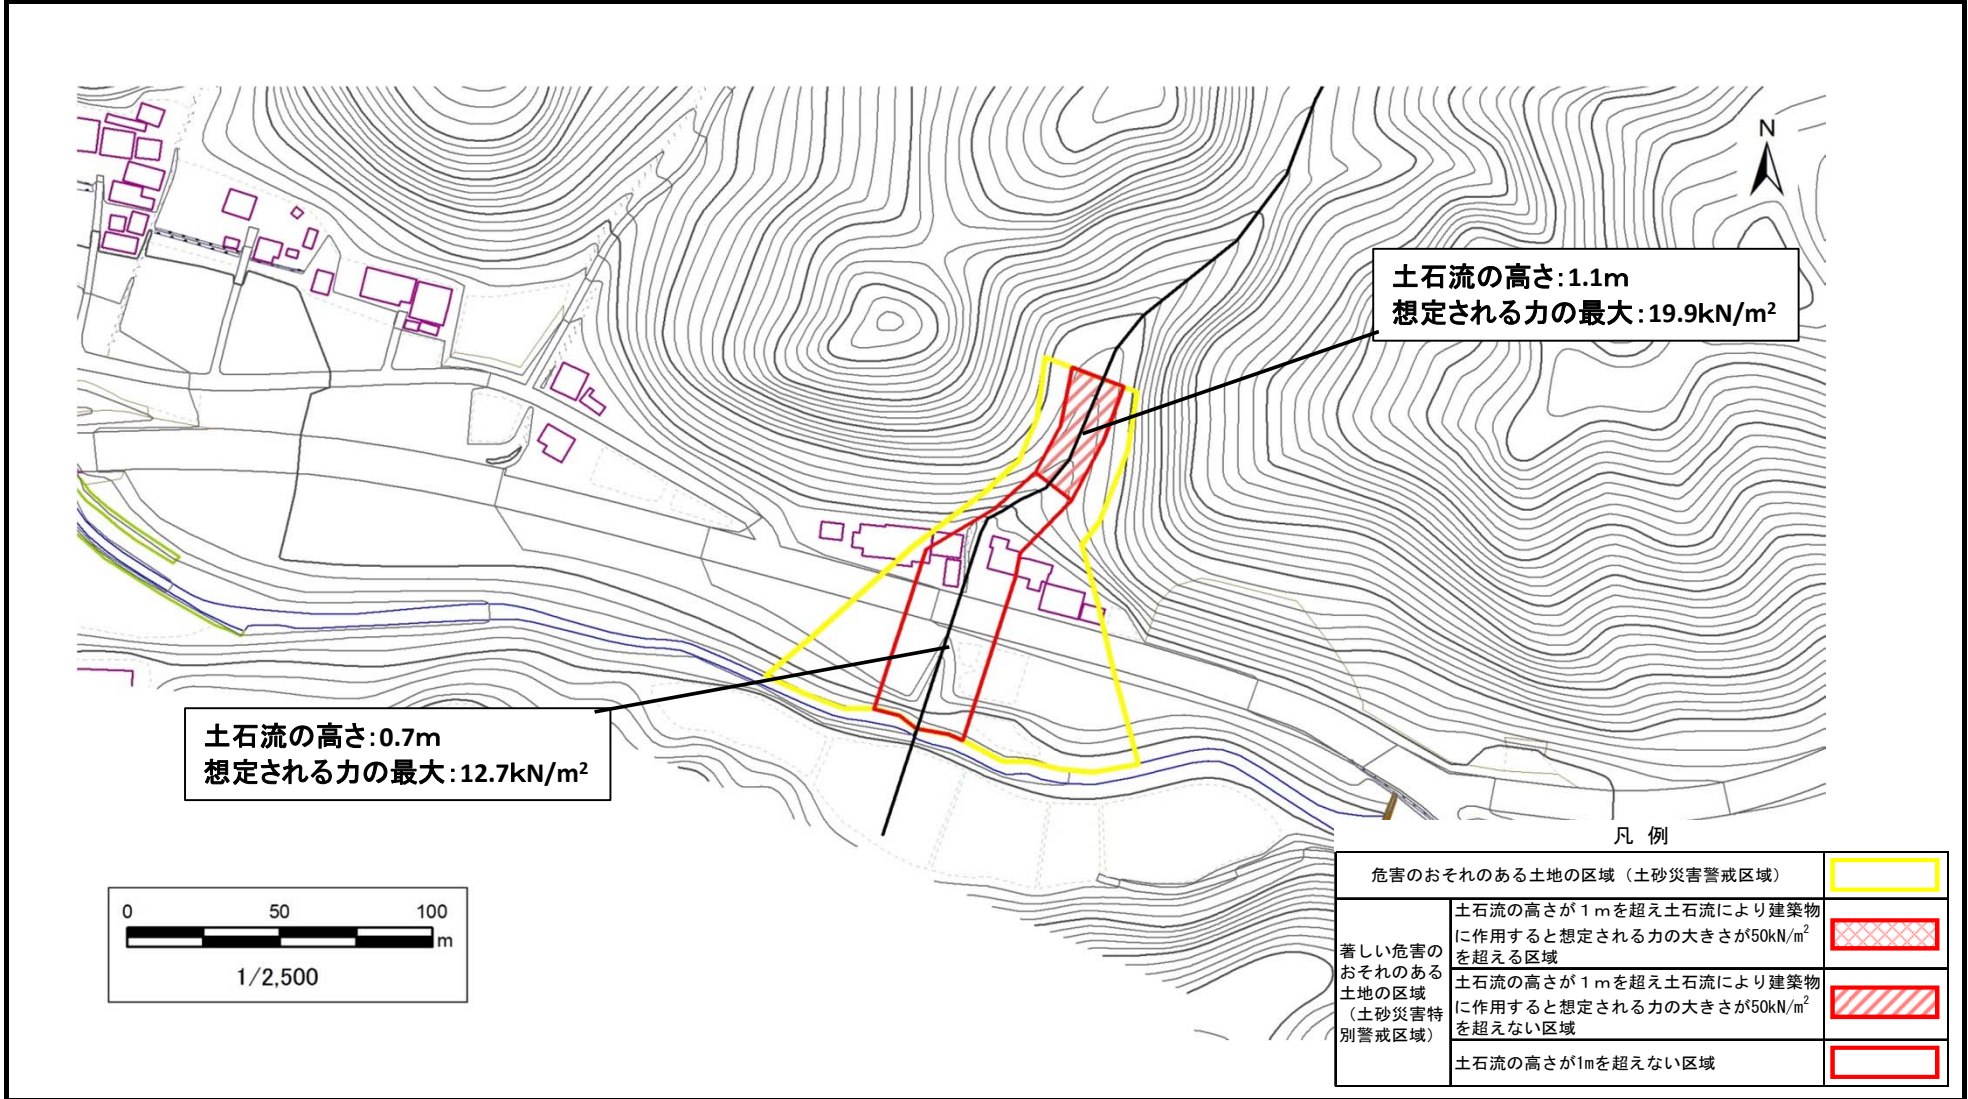 N
土石流の高さ:1.1m
想定される力の最大:19.9kN/m²
土石流の高さ:0.7m
想定される力の最大:12.7kN/m²
0 50 100
m
1/2,500
凡 例
危害のおそれのある土地の区域（土砂災害警戒区域）
著しい危害の
おそれのある
土地の区域
（土砂災害特
別警戒区域）
土石流の高さが１ｍを超え土石流により建築物
に作用すると想定される力の大きさが50kN/m²
を超える区域
土石流の高さが１ｍを超え土石流により建築物
に作用すると想定される力の大きさが50kN/m²
を超えない区域
土石流の高さが1mを超えない区域